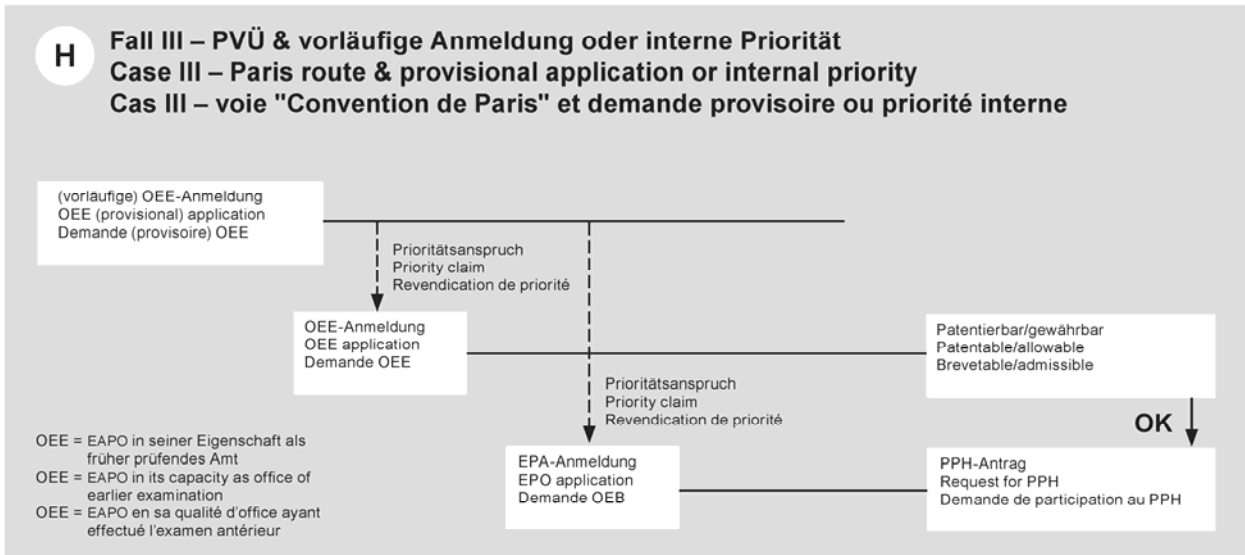 H
Fall III – PVÜ & vorläufige Anmeldung oder interne Priorität
Case III – Paris route & provisional application or internal priority
Cas III – voie "Convention de Paris" et demande provisoire ou priorité interne
(vorläufige) OEE-Anmeldung
OEE (provisional) application
Demande (provisoire) OEE
Prioritätsanspruch
Priority claim
Revendication de priorité
OEE-Anmeldung
OEE application
Demande OEE
Patentierbar/gewährbar
Patentable/allowable
Brevetable/admissible
Prioritätsanspruch
Priority claim
Revendication de priorité
OK
OEE = EAPO in seiner Eigenschaft als
früher prüfendes Amt
OEE = EAPO in its capacity as office of
earlier examination
OEE = EAPO en sa qualité d'office ayant
effectué l'examen antérieur
EPA-Anmeldung
EPO application
Demande OEB
PPH-Antrag
Request for PPH
Demande de participation au PPH